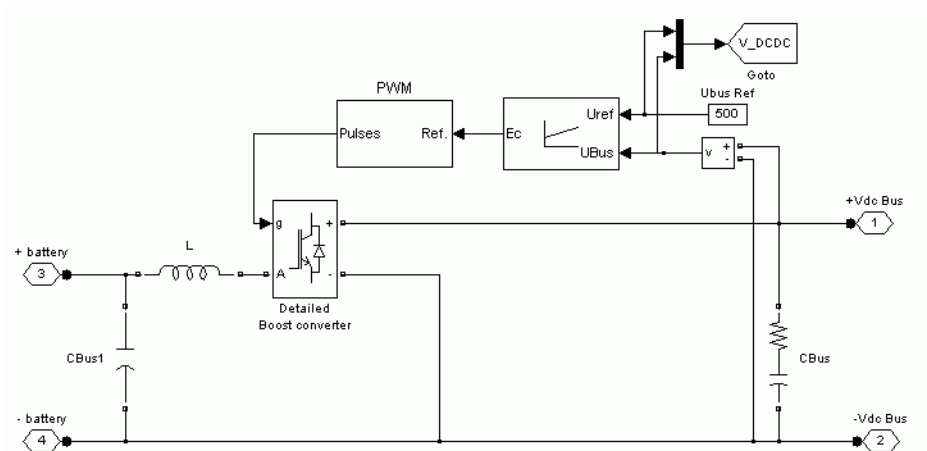 V_DCDC
Goto
Ubus Ref
500
PWM
Pulses
Ref.
Ec
Uref
UBus
v
+
-
+Vdc Bus
1
g
+
A
-
Detailed
Boost converter
L
+ battery
3
CBus1
CBus
- battery
4
-Vdc Bus
2